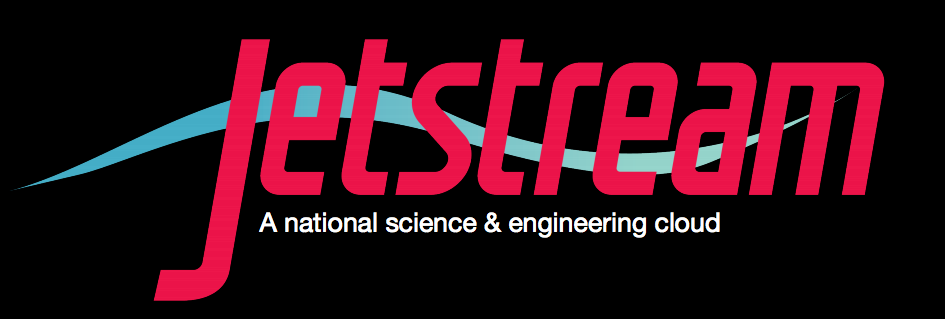 Jetstream
A national science & engineering cloud